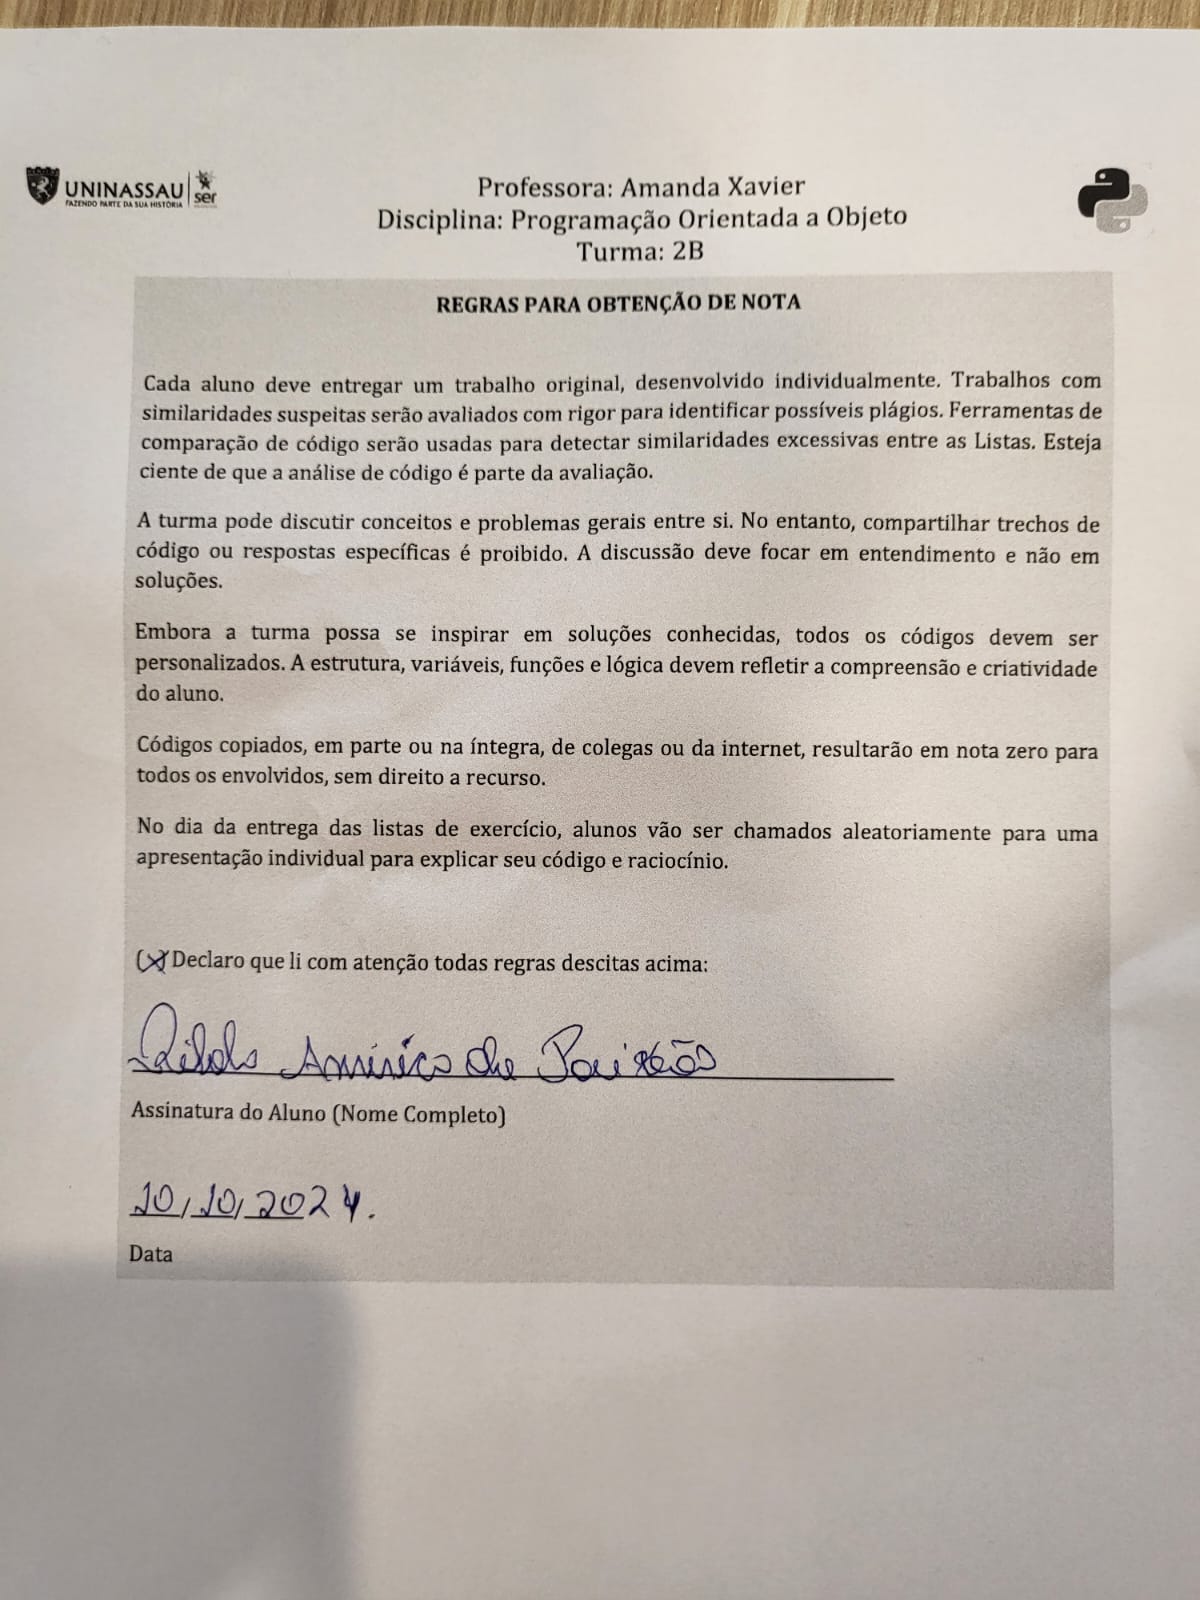 UNINASSAU
FAZENDO PARTE DA SUA HISTÓRIA
ser
Professora: Amanda Xavier
Disciplina: Programação Orientada a Objeto
Turma: 2B
REGRAS PARA OBTENÇÃO DE NOTA
Cada aluno deve entregar um trabalho original, desenvolvido individualmente. Trabalhos com
similaridades suspeitas serão avaliados com rigor para identificar possíveis plágios. Ferramentas de
comparação de código serão usadas para detectar similaridades excessivas entre as Listas. Esteja
ciente de que a análise de código é parte da avaliação.
A turma pode discutir conceitos e problemas gerais entre si. No entanto, compartilhar trechos de
código ou respostas específicas é proibido. A discussão deve focar em entendimento e não em
soluções.
Embora a turma possa se inspirar em soluções conhecidas, todos os códigos devem ser
personalizados. A estrutura, variáveis, funções e lógica devem refletir a compreensão e criatividade
do aluno.
Códigos copiados, em parte ou na íntegra, de colegas ou da internet, resultarão em nota zero para
todos os envolvidos, sem direito a recurso.
No dia da entrega das listas de exercício, alunos vão ser chamados aleatoriamente para uma
apresentação individual para explicar seu código e raciocínio.
(x) Declaro que li com atenção todas regras descitas acima:
Assinatura do Aluno (Nome Completo)
10/10/2024.
Data